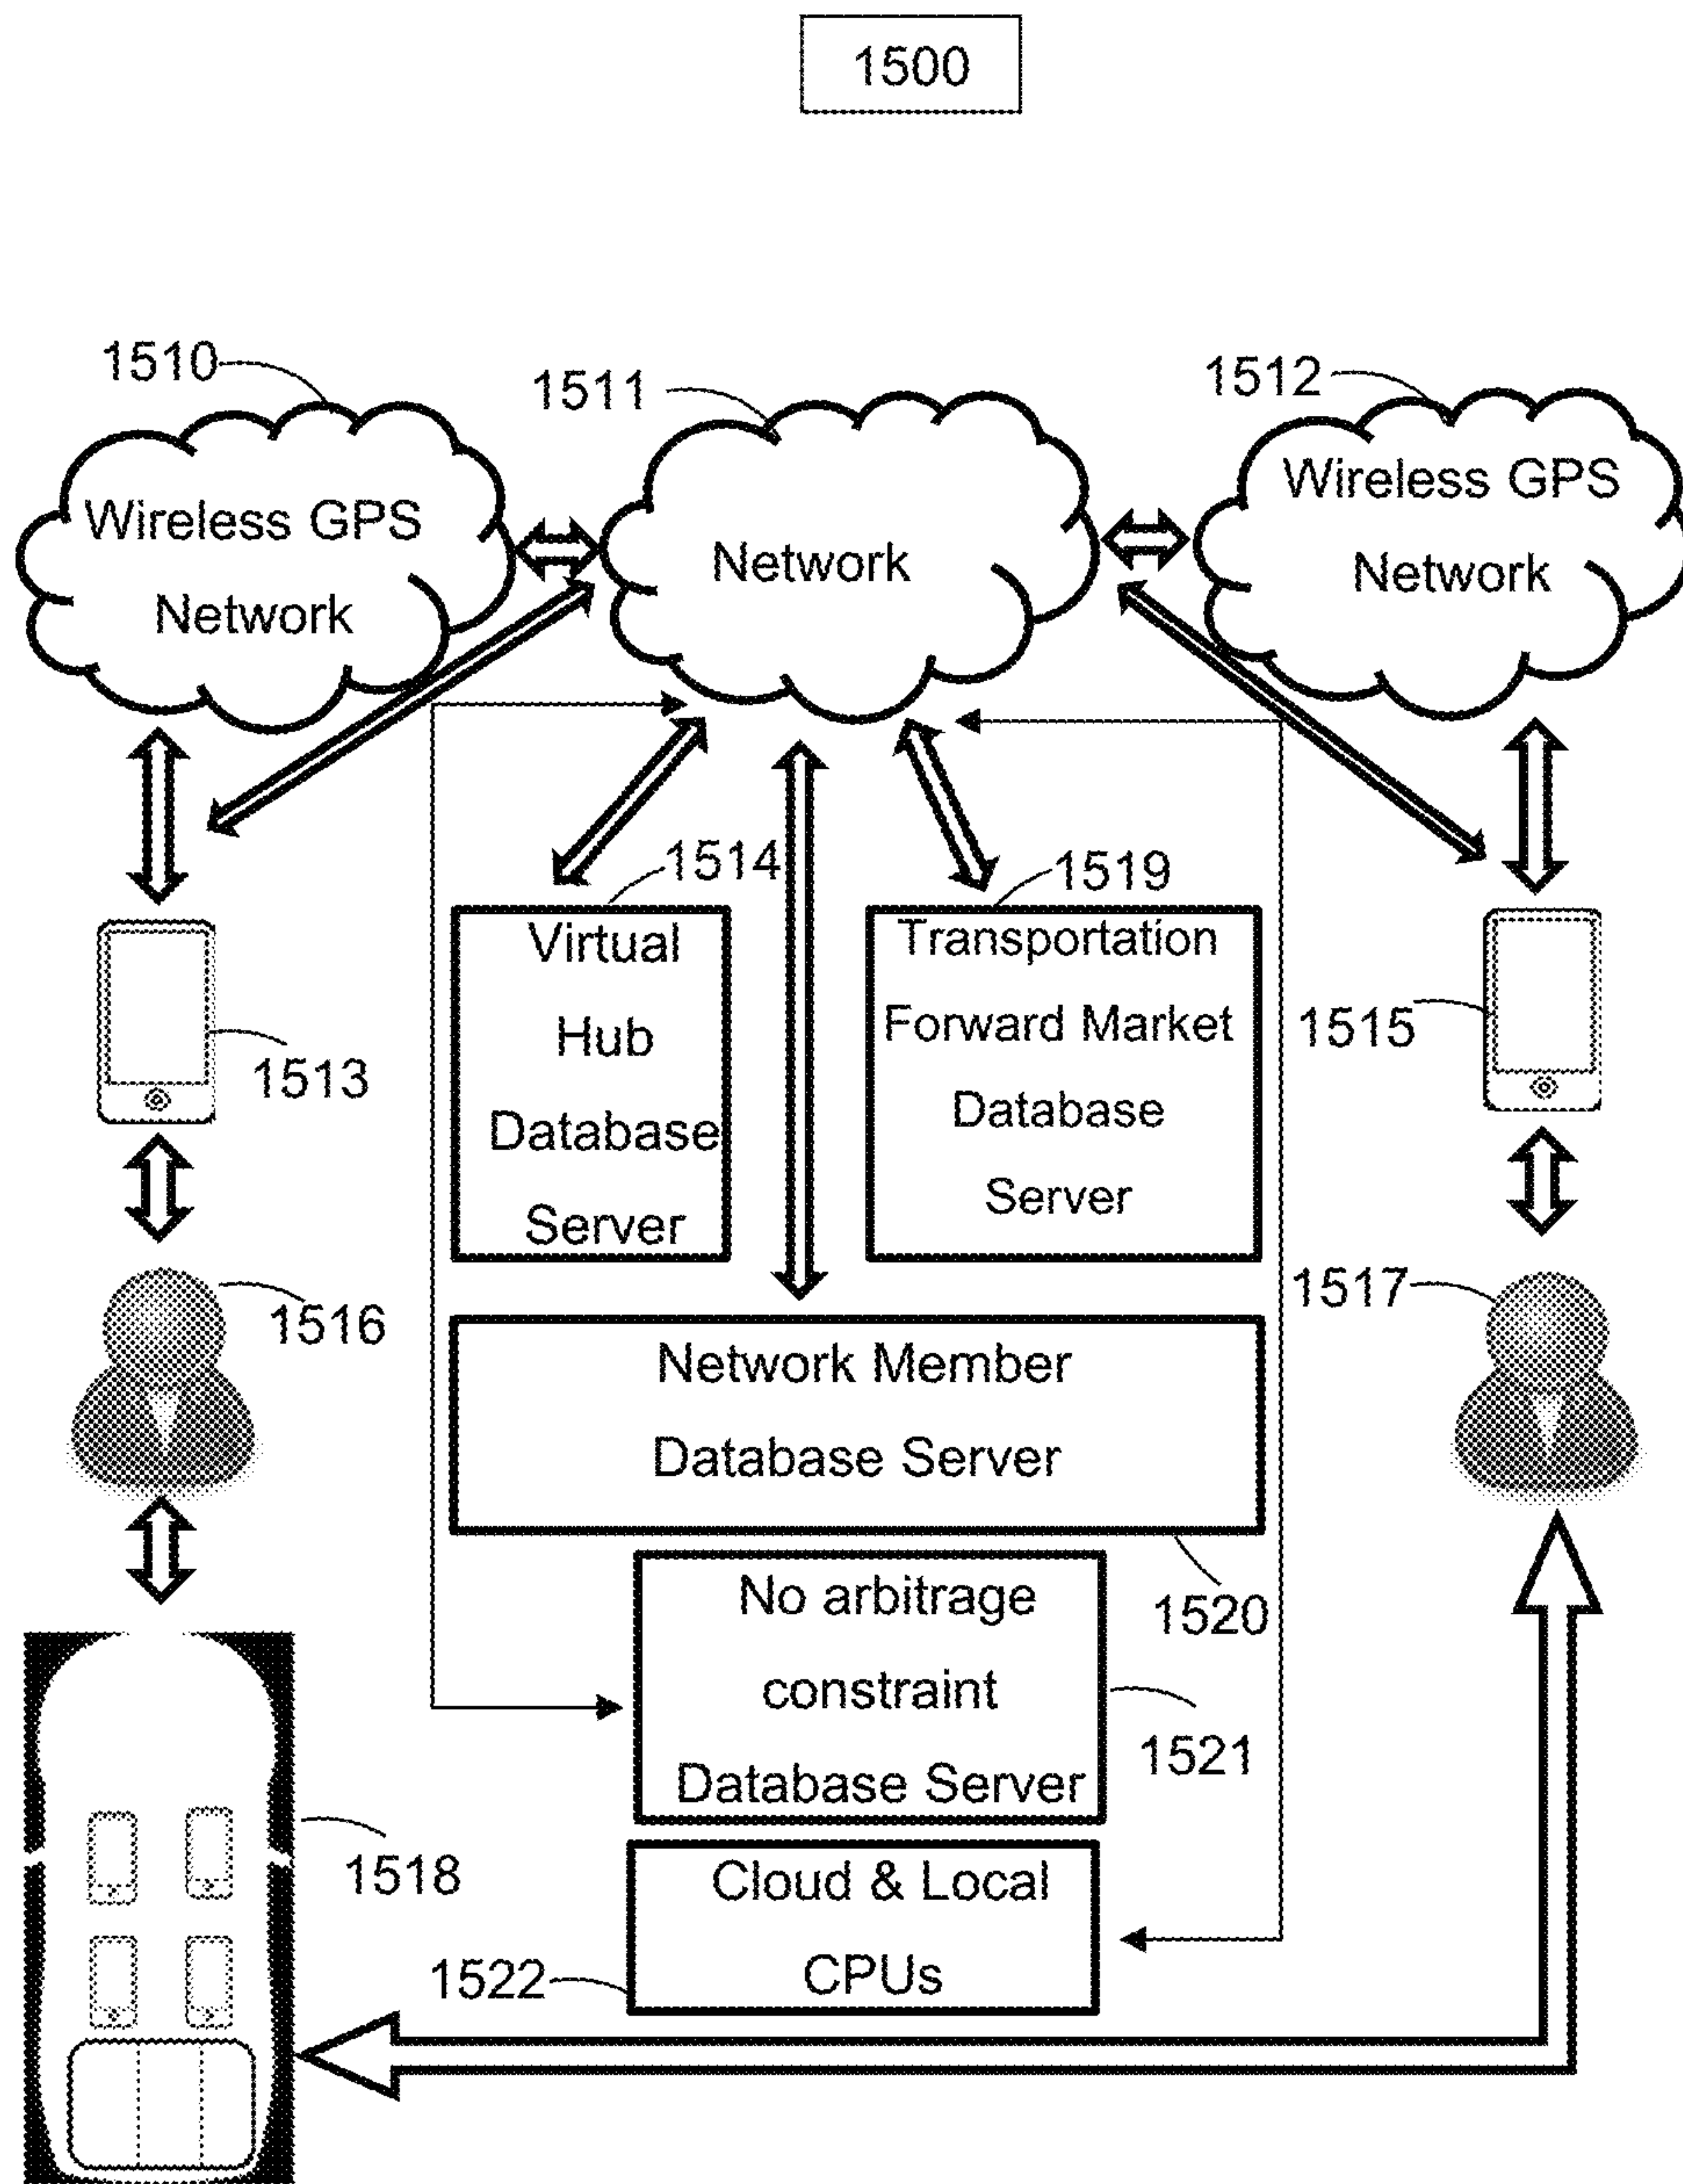 1500
1510
1511
1512
Wireless GPS
Network
Network
Wireless GPS
Network
1514
1519
1513
1515
Virtual
Hub
Database
Server
Transportation
Forward Market
Database
Server
1516
1517
Network Member
Database Server
1520
No arbitrage
constraint
Database Server
1521
1518
Cloud & Local
CPUs
1522